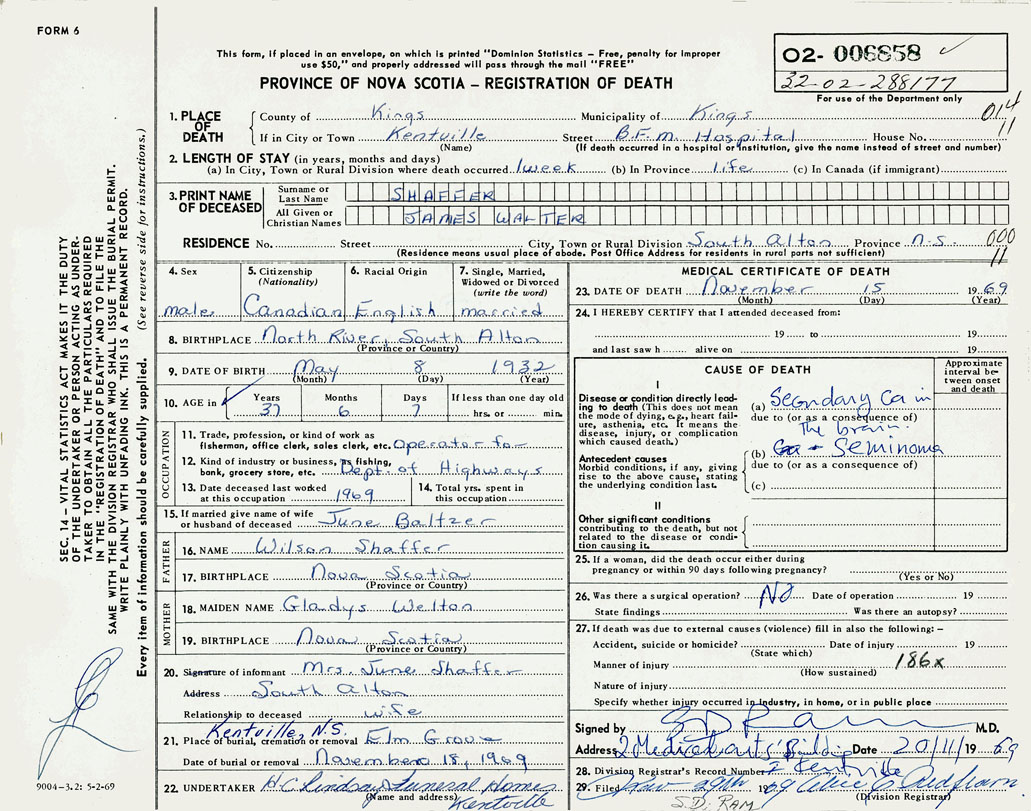 FORM 6
This form, if placed in an envelope, on which is printed "Dominion Statistics – Free, penalty for improper
use $50," and properly addressed will pass through the mail "FREE"
PROVINCE OF NOVA SCOTIA – REGISTRATION OF DEATH
02- 006858
32-02-288177
For use of the Department only
014
11
1. PLACE OF DEATH
County of Kings Municipality of Kings
If in City or Town Kentville Street B.F.M. Hospital House No.
(Name) (If death occurred in a hospital or institution, give the name instead of street and number)
2. LENGTH OF STAY (in years, months and days)
(a) In City, Town or Rural Division where death occurred 1 week (b) In Province life (c) In Canada (if immigrant)
3. PRINT NAME OF DECEASED
Surname or Last Name SHAFFER
All Given or Christian Names JAMES WALTER
RESIDENCE No. Street City, Town or Rural Division South Alton Province N.S.
(Residence means usual place of abode. Post Office Address for residents in rural parts not sufficient)
000
11
4. Sex
male
5. Citizenship
(Nationality)
Canadian
6. Racial Origin
English
7. Single, Married,
Widowed or Divorced
(write the word)
married
8. BIRTHPLACE North River, South Alton
(Province or Country)
9. DATE OF BIRTH May 8 1932
(Month) (Day) (Year)
10. AGE in
Years Months Days If less than one day old
37 6 7 hrs. or min.
OCCUPATION
11. Trade, profession, or kind of work as
fisherman, office clerk, sales clerk, etc. Operator for
12. Kind of industry or business, as fishing,
bank, grocery store, etc. Dept. of Highways
13. Date deceased last worked
at this occupation 1969
14. Total yrs. spent in
this occupation
15. If married give name of wife
or husband of deceased June Baltzer
FATHER
16. NAME Wilson Shaffer
17. BIRTHPLACE Nova Scotia
(Province or Country)
MOTHER
18. MAIDEN NAME Gladys Welton
19. BIRTHPLACE Nova Scotia
(Province or Country)
20. Signature of informant Mrs. June Shaffer
Address South Alton
Relationship to deceased wife
Kentville, N.S.
21. Place of burial, cremation or removal Elm Grove
Date of burial or removal November 18, 1969
22. UNDERTAKER H.C. Lindsay Funeral Home
(Name and address) Kentville
MEDICAL CERTIFICATE OF DEATH
23. DATE OF DEATH November 15 1969
(Month) (Day) (Year)
24. I HEREBY CERTIFY that I attended deceased from:
19 to 19
and last saw h alive on 19
CAUSE OF DEATH
Approximate
interval be-
tween onset
and death
I
Disease or condition directly lead-
ing to death (This does not mean
the mode of dying, e.g., heart fail-
ure, asthenia, etc. It means the
disease, injury, or complication
which caused death.)
(a) Secondary Ca in
due to (or as a consequence of)
the brain.
Antecedent causes
Morbid conditions, if any, giving
rise to the above cause, stating
the underlying condition last.
(b) Seminoma
due to (or as a consequence of)
(c)
II
Other significant conditions
contributing to the death, but not
related to the disease or condi-
tion causing it.
25. If a woman, did the death occur either during
pregnancy or within 90 days following pregnancy?
(Yes or No)
26. Was there a surgical operation? No Date of operation 19
State findings Was there an autopsy?
27. If death was due to external causes (violence) fill in also the following: –
Accident, suicide or homicide? Date of injury 19
(State which)
Manner of injury 186x
(How sustained)
Nature of injury
Specify whether injury occurred in industry, in home, or in public place
Signed by S D Ram M.D.
Address 2 Medical Arts Building Date 20/11/1969
Kentville
28. Division Registrar's Record Number
29. Filed Nov 29th 1969
(Division Registrar)
S.D. RAM
SEC. 14 – VITAL STATISTICS ACT MAKES IT THE DUTY
OF THE UNDERTAKER OR PERSON ACTING AS UNDER-
TAKER TO OBTAIN ALL THE PARTICULARS REQUIRED
IN THE "REGISTRATION OF DEATH" AND TO FILE THE
SAME WITH THE DIVISION REGISTRAR WHO SHALL ISSUE THE BURIAL PERMIT.
WRITE PLAINLY WITH UNFADING INK. THIS IS A PERMANENT RECORD.
Every item of information should be carefully supplied. (See reverse side for instructions.)
9004-3.2: 5-2-69